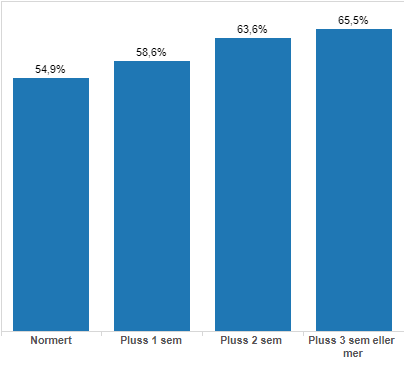 54,9%
58,6%
63,6%
65,5%
Normert
Pluss 1 sem
Pluss 2 sem
Pluss 3 sem eller
mer